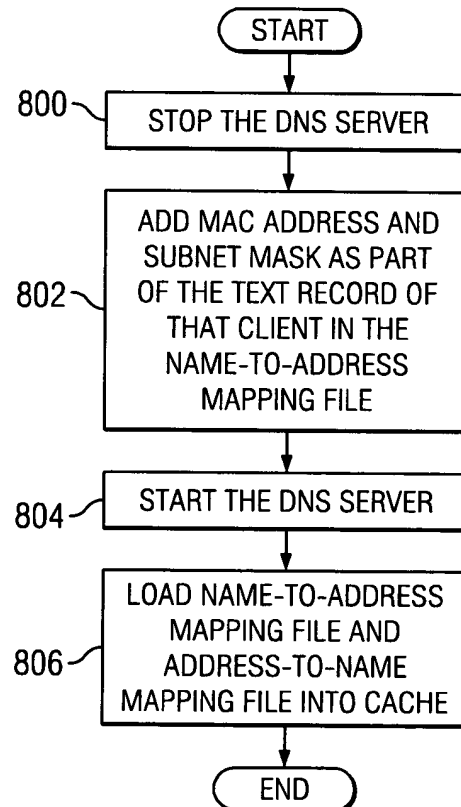 START
800
STOP THE DNS SERVER
802
ADD MAC ADDRESS AND
SUBNET MASK AS PART
OF THE TEXT RECORD OF
THAT CLIENT IN THE
NAME-TO-ADDRESS
MAPPING FILE
804
START THE DNS SERVER
806
LOAD NAME-TO-ADDRESS
MAPPING FILE AND
ADDRESS-TO-NAME
MAPPING FILE INTO CACHE
END